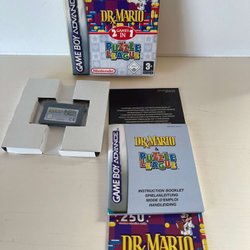 GAME BOY ADVANCE
DR. MARIO
2 GAMES IN 1
&
PUZZLE
LEAGUE
Nintendo
3+
GAME BOY ADVANCE
DR. MARIO
&
PUZZLE
LEAGUE
INSTRUCTION BOOKLET
SPIELANLEITUNG
MODE D'EMPLOI
HANDLEIDING
250
DR. MARIO